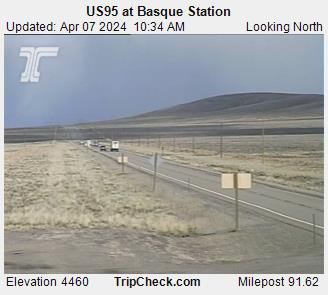 US95 at Basque Station
Updated: Apr 07 2024 10:34 AM Looking North
Elevation 4460 TripCheck.com Milepost 91.62